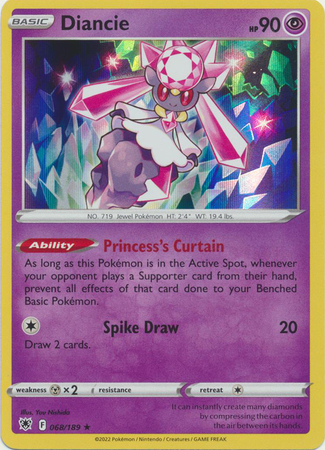 BASIC Diancie HP 90
NO. 719 Jewel Pokémon HT: 2'4" WT: 19.4 lbs.
Ability Princess's Curtain
As long as this Pokémon is in the Active Spot, whenever
your opponent plays a Supporter card from their hand,
prevent all effects of that card done to your Benched
Basic Pokémon.
Spike Draw 20
Draw 2 cards.
weakness ×2 resistance retreat
Illus. Yuu Nishida
F 068/189 ★
It can instantly create many diamonds
by compressing the carbon in
the air between its hands.
©2022 Pokémon / Nintendo / Creatures / GAME FREAK